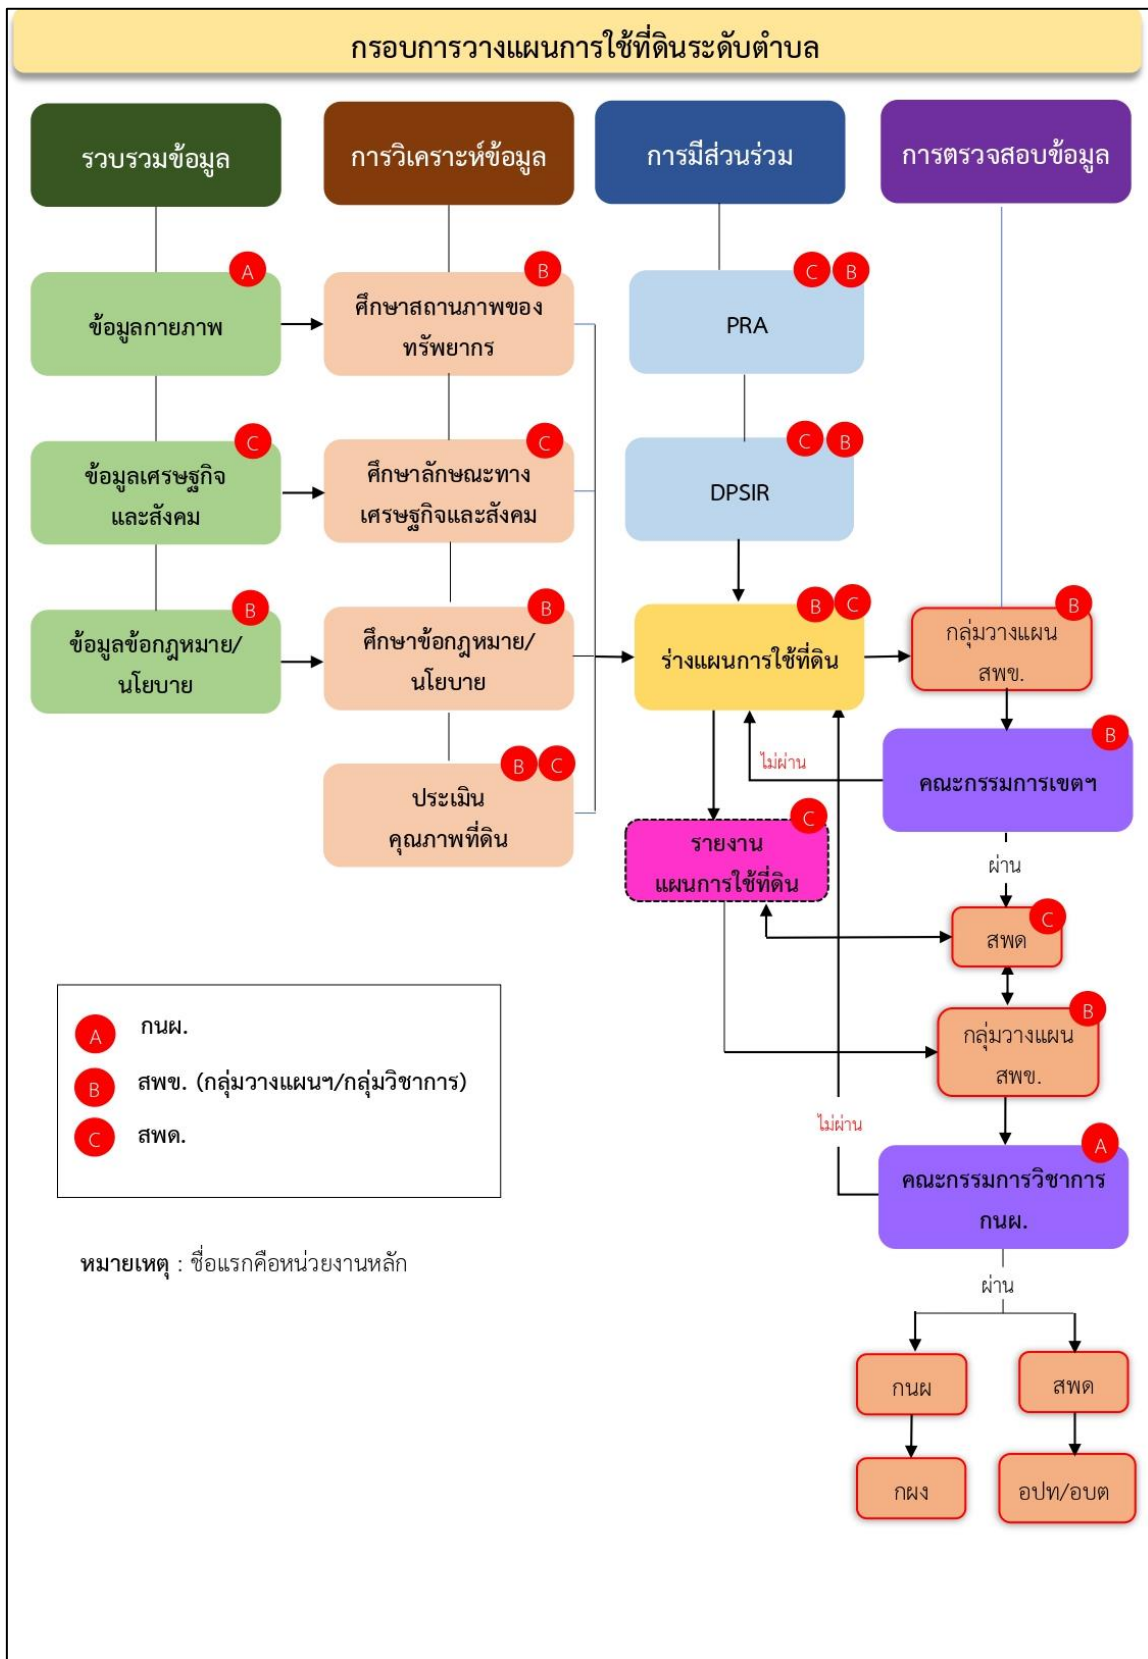 กรอบการวางแผนการใช้ที่ดินระดับตำบล
รวบรวมข้อมูล
การวิเคราะห์ข้อมูล
การมีส่วนร่วม
การตรวจสอบข้อมูล
A
ข้อมูลกายภาพ
B
ศึกษาสถานภาพของ
ทรัพยากร
C B
PRA
C
ข้อมูลเศรษฐกิจ
และสังคม
C
ศึกษาลักษณะทาง
เศรษฐกิจและสังคม
C B
DPSIR
B
ข้อมูลข้อกฎหมาย/
นโยบาย
B
ศึกษาข้อกฎหมาย/
นโยบาย
B C
ร่างแผนการใช้ที่ดิน
B
กลุ่มวางแผน
สพข.
B C
ประเมิน
คุณภาพที่ดิน
ไม่ผ่าน
B
คณะกรรมการเขตฯ
C
รายงาน
แผนการใช้ที่ดิน
ผ่าน
C
สพด
B
กลุ่มวางแผน
สพข.
A กนผ.
B สพข. (กลุ่มวางแผนฯ/กลุ่มวิชาการ)
C สพด.
ไม่ผ่าน
A
คณะกรรมการวิชาการ
กนผ.
หมายเหตุ : ชื่อแรกคือหน่วยงานหลัก
ผ่าน
กนผ
สพด
กผง
อปท/อบต